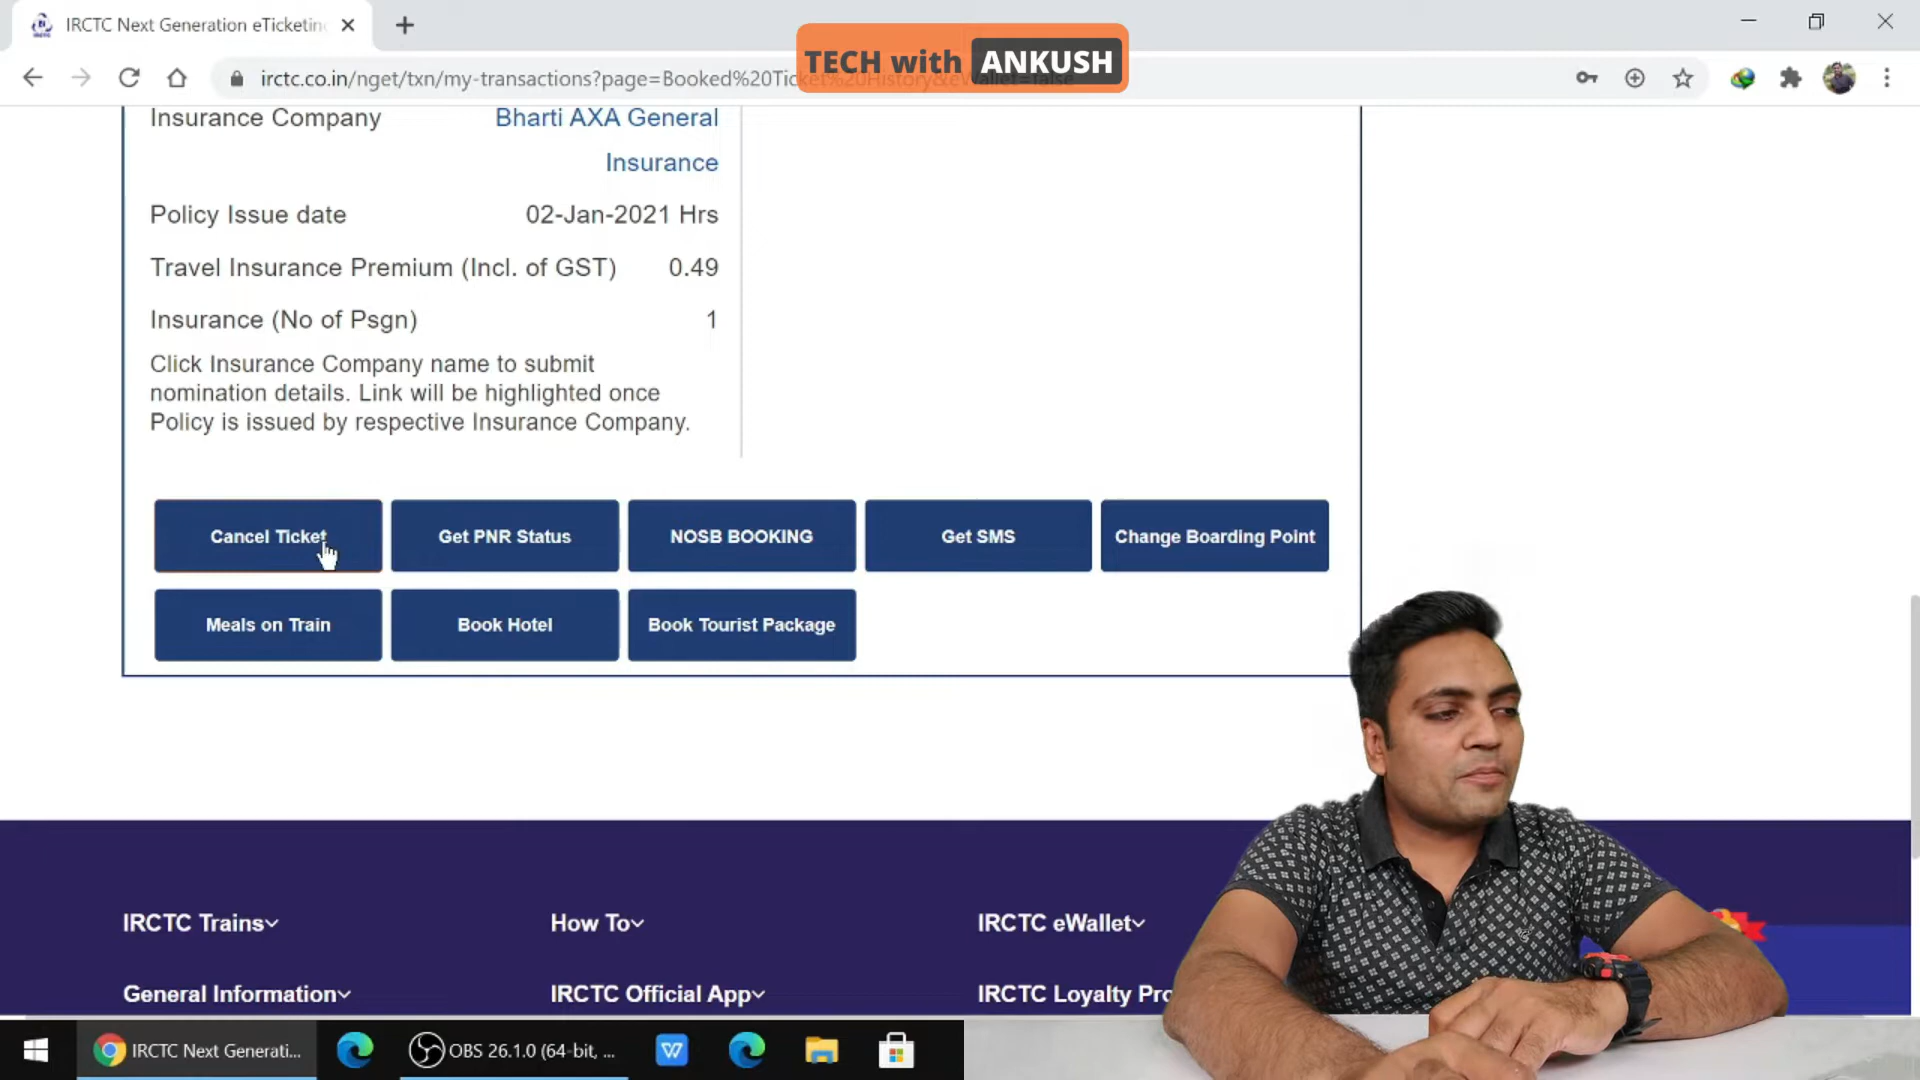 IRCTC Next Generation eTicketin
TECH with ANKUSH
irctc.co.in/nget/txn/my-transactions?page=Booked%20Ticket%20History&eWallet=false
Insurance Company
Bharti AXA General
Insurance
Policy Issue date
02-Jan-2021 Hrs
Travel Insurance Premium (Incl. of GST)
0.49
Insurance (No of Psgn)
1
Click Insurance Company name to submit
nomination details. Link will be highlighted once
Policy is issued by respective Insurance Company.
Cancel Ticket
Get PNR Status
NOSB BOOKING
Get SMS
Change Boarding Point
Meals on Train
Book Hotel
Book Tourist Package
IRCTC Trains
How To
IRCTC eWallet
General Information
IRCTC Official App
IRCTC Loyalty Pro
IRCTC Next Generati...
OBS 26.1.0 (64-bit, ...